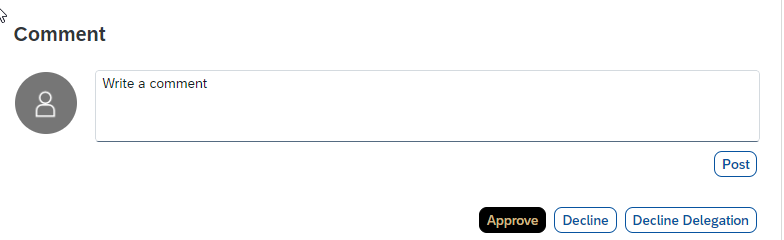 Comment
Write a comment
Post
Approve Decline Decline Delegation